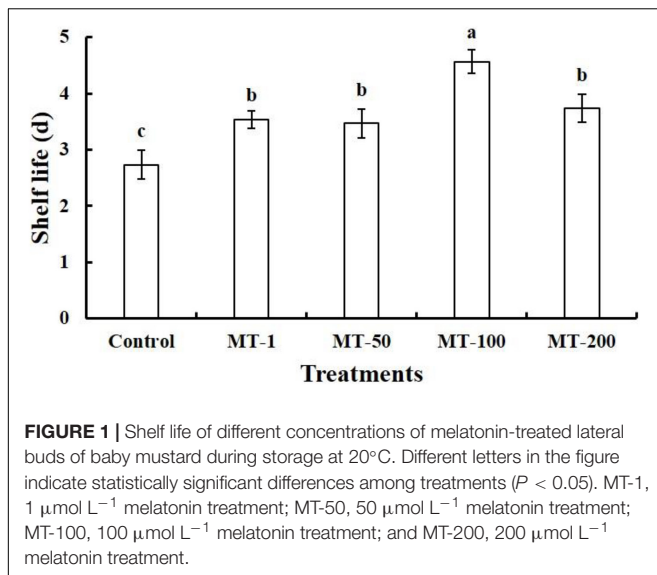 5
4
3
2
1
0
Shelf life (d)
c
b
b
a
b
Control MT-1 MT-50 MT-100 MT-200
Treatments
FIGURE 1 | Shelf life of different concentrations of melatonin-treated lateral
buds of baby mustard during storage at 20°C. Different letters in the figure
indicate statistically significant differences among treatments (P < 0.05). MT-1,
1 μmol L⁻¹ melatonin treatment; MT-50, 50 μmol L⁻¹ melatonin treatment;
MT-100, 100 μmol L⁻¹ melatonin treatment; and MT-200, 200 μmol L⁻¹
melatonin treatment.